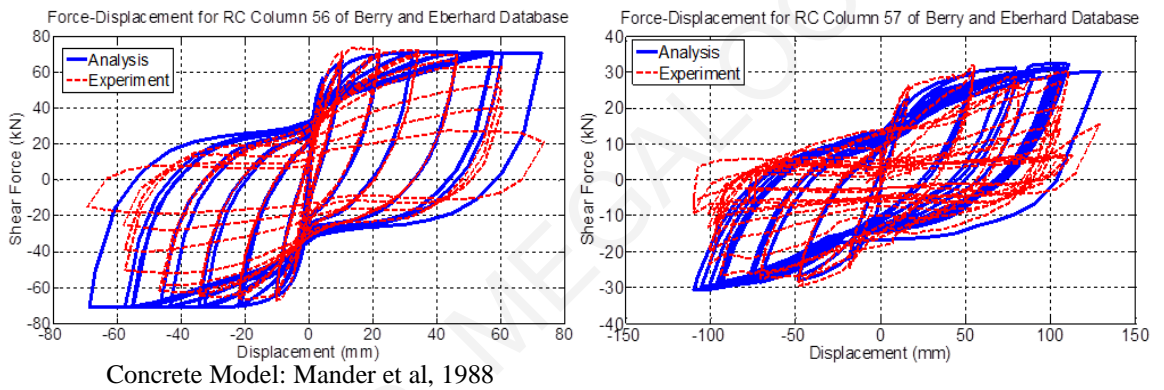 Force-Displacement for RC Column 56 of Berry and Eberhard Database
80
60
40
20
0
-20
-40
-60
-80
Shear Force (kN)
Analysis
Experiment
-80 -60 -40 -20 0 20 40 60 80
Displacement (mm)
Force-Displacement for RC Column 57 of Berry and Eberhard Database
40
30
20
10
0
-10
-20
-30
-40
Shear Force (kN)
Analysis
Experiment
-150 -100 -50 0 50 100 150
Displacement (mm)
Concrete Model: Mander et al, 1988